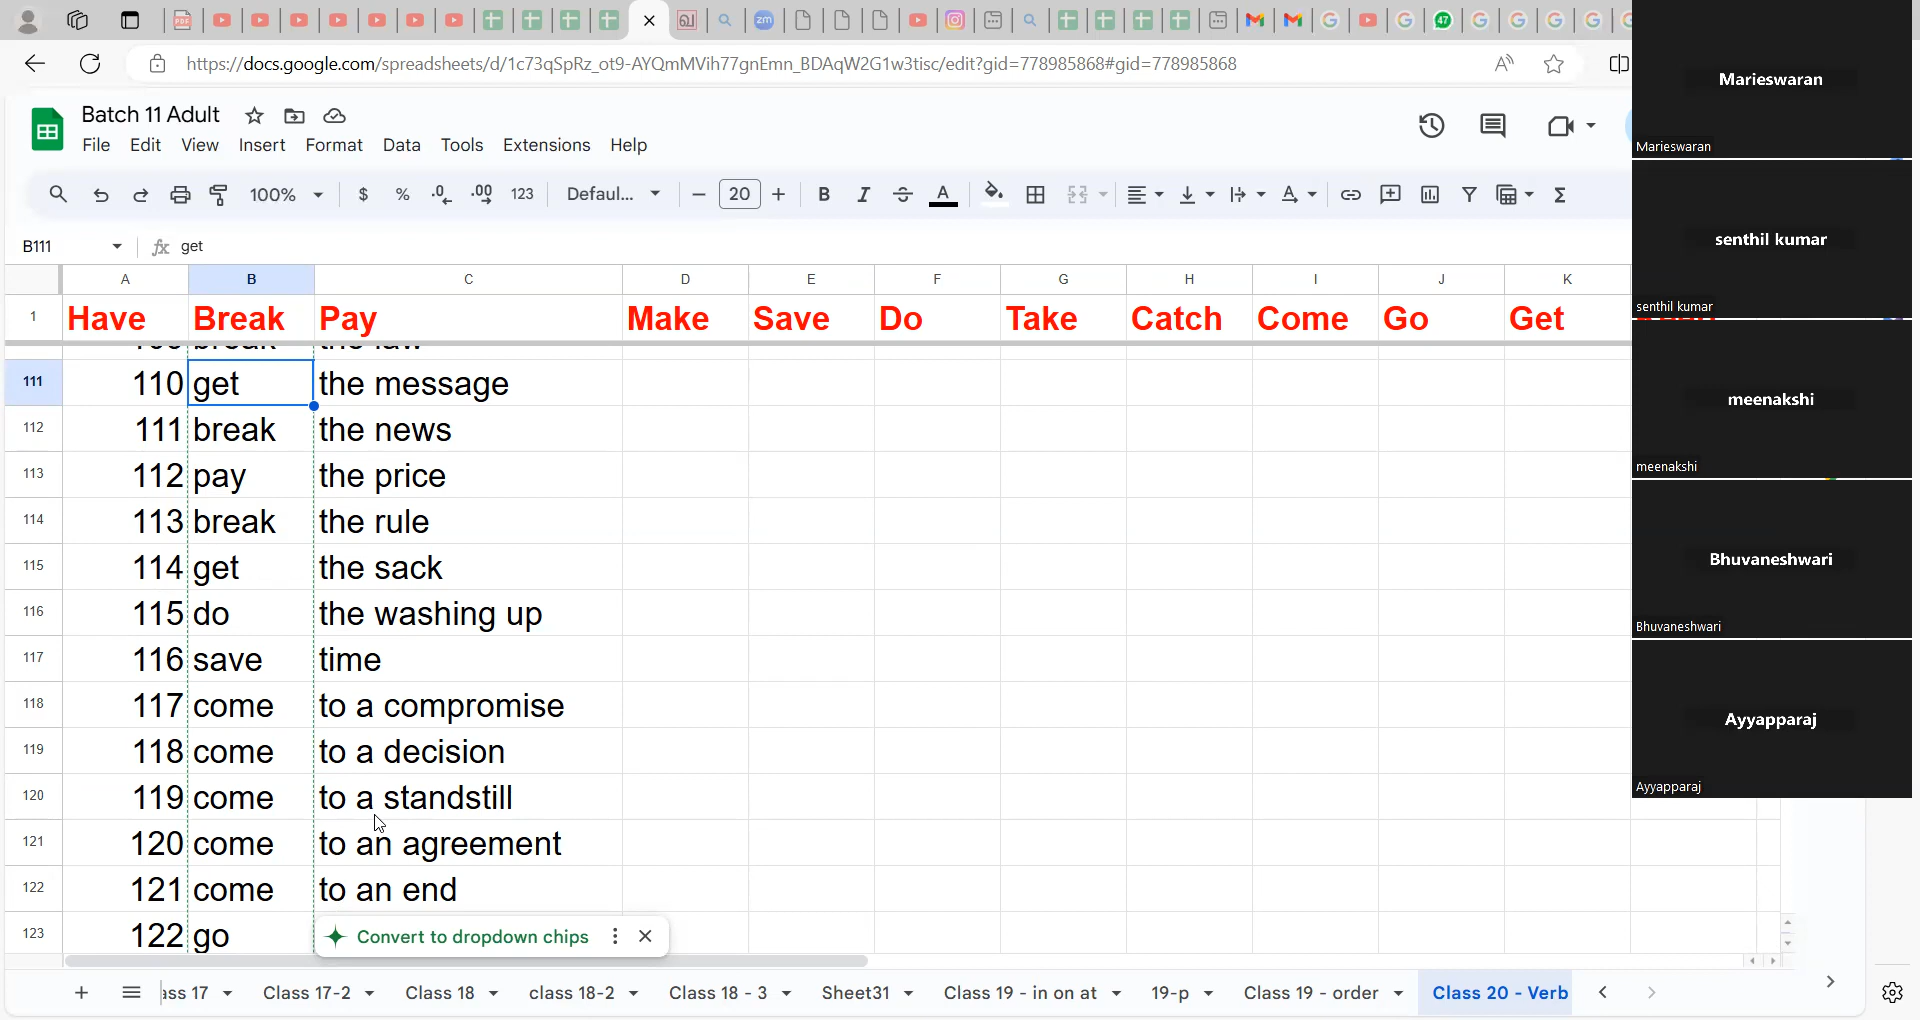 47
https://docs.google.com/spreadsheets/d/1c73qSpRz_ot9-AYQmMVih77gnEmn_BDAqW2G1w3tisc/edit?gid=778985868#gid=778985868
Batch 11 Adult
File Edit View Insert Format Data Tools Extensions Help
100% $ % .0 .00 123 Defaul... 20 B I A
B111 fx get
A B C D E F G H I J K
1 Have Break Pay Make Save Do Take Catch Come Go Get
111 110 get the message
112 111 break the news
113 112 pay the price
114 113 break the rule
115 114 get the sack
116 115 do the washing up
117 116 save time
118 117 come to a compromise
119 118 come to a decision
120 119 come to a standstill
121 120 come to an agreement
122 121 come to an end
123 122 go
Convert to dropdown chips
Class 17-2 Class 18 class 18-2 Class 18 - 3 Sheet31 Class 19 - in on at 19-p Class 19 - order Class 20 - Verb
Marieswaran
Marieswaran
senthil kumar
senthil kumar
meenakshi
meenakshi
Bhuvaneshwari
Bhuvaneshwari
Ayyapparaj
Ayyapparaj